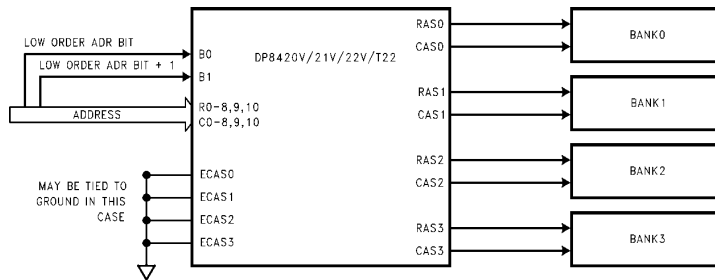 LOW ORDER ADR BIT
LOW ORDER ADR BIT + 1
ADDRESS
B0
B1
R0-8,9,10
C0-8,9,10
DP8420V/21V/22V/T22
MAY BE TIED TO
GROUND IN THIS
CASE
ECAS0
ECAS1
ECAS2
ECAS3
RAS0
CAS0
RAS1
CAS1
RAS2
CAS2
RAS3
CAS3
BANK0
BANK1
BANK2
BANK3